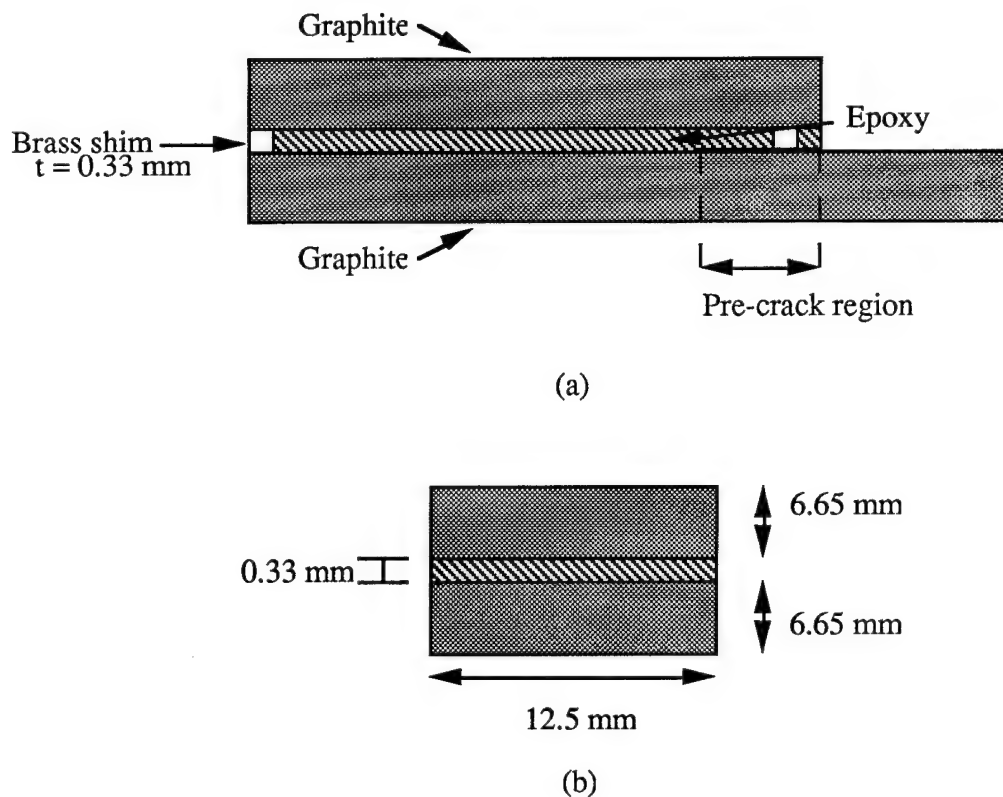 Graphite
Epoxy
Brass shim
t = 0.33 mm
Graphite
Pre-crack region
(a)
6.65 mm
0.33 mm
6.65 mm
12.5 mm
(b)